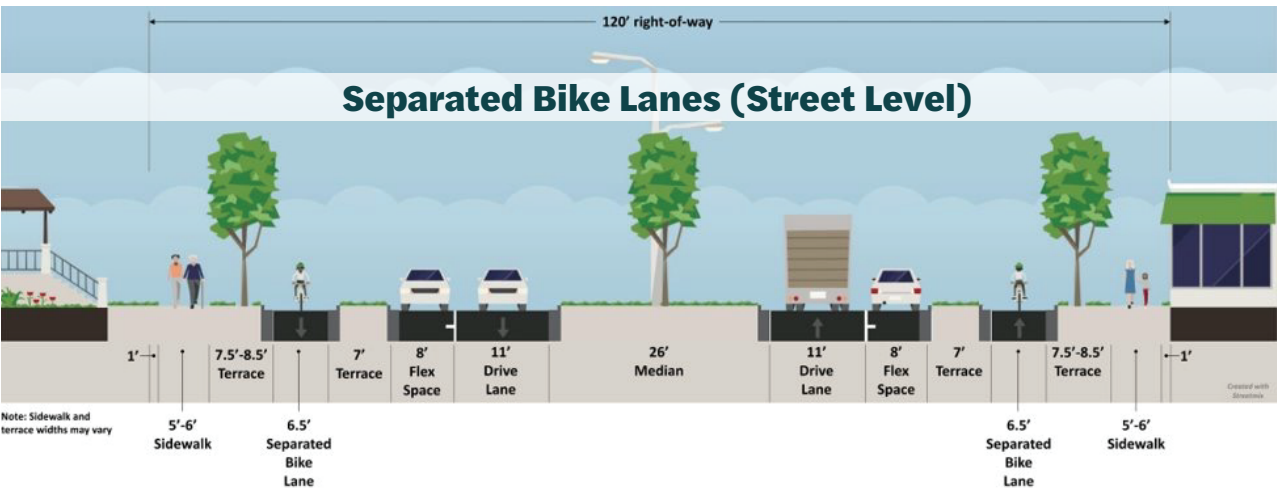 120' right-of-way
Separated Bike Lanes (Street Level)
1'
5'-6'
Sidewalk
7.5'-8.5'
Terrace
6.5'
Separated
Bike
Lane
7'
Terrace
8'
Flex
Space
11'
Drive
Lane
26'
Median
11'
Drive
Lane
8'
Flex
Space
7'
Terrace
6.5'
Separated
Bike
Lane
7.5'-8.5'
Terrace
5'-6'
Sidewalk
1'
Created with
Streetmix
Note: Sidewalk and
terrace widths may vary